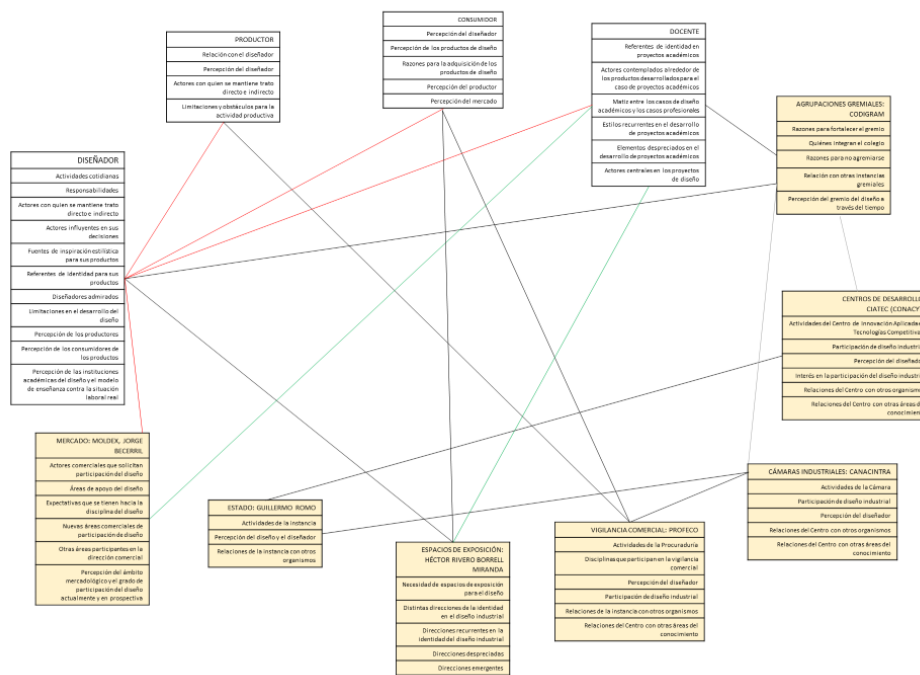 PRODUCTOR
Relación con el diseñador
Percepción del diseñador
Actores con quien se mantiene trato
directo e indirecto
Limitaciones y obstáculos para la
actividad productiva
CONSUMIDOR
Percepción del diseñador
Percepción de los productos de diseño
Razones para la adquisición de los
productos de diseño
Percepción del productor
Percepción del mercado
DOCENTE
Referentes de identidad en
proyectos académicos
Actores contemplados alrededor de
los productos desarrollados para el
caso de proyectos académicos
Matiz entre los casos de diseño
académicos y los casos profesionales
Estilos recurrentes en el desarrollo
de proyectos académicos
Elementos despreciados en el
desarrollo de proyectos académicos
Actores centrales en los proyectos
de diseño
AGRUPACIONES GREMIALES:
CODIGRAM
Razones para fortalecer el gremio
Quiénes integran el colegio
Razones para no agremiarse
Relación con otras instancias
gremiales
Percepción del gremio del diseño a
través del tiempo
DISEÑADOR
Actividades cotidianas
Responsabilidades
Actores con quien se mantiene trato
directo e indirecto
Actores influyentes en sus
decisiones
Fuentes de inspiración estilística
para sus productos
Referentes de identidad para sus
productos
Diseñadores admirados
Limitaciones en el desarrollo del
diseño
Percepción de los productores
Percepción de los consumidores de
los productos
Percepción de las instituciones
académicas del diseño y el modelo
de enseñanza contra la situación
laboral real
CENTROS DE DESARROLLO
CIATEC (CONACY
Actividades del Centro de Innovación Aplicada e
Tecnologías Competitiva
Participación de diseño industri
Percepción del diseñado
Interés en la participación del diseño industri
Relaciones del Centro con otros organismo
Relaciones del Centro con otras áreas d
conocimient
MERCADO: MOLDEX, JORGE
BECERRIL
Actores comerciales que solicitan
participación del diseño
Áreas de apoyo del diseño
Expectativas que se tienen hacia la
disciplina del diseño
Nuevas áreas comerciales de
participación de diseño
Otras áreas participantes en la
dirección comercial
Percepción del ámbito
mercadológico y el grado de
participación del diseño
actualmente y en prospectiva
ESTADO: GUILLERMO ROMO
Actividades de la instancia
Percepción del diseño y el diseñador
Relaciones de la instancia con otros
organismos
ESPACIOS DE EXPOSICIÓN:
HÉCTOR RIVERO BORRELL
MIRANDA
Necesidad de espacios de exposición
para el diseño
Distintas direcciones de la identidad
en el diseño industrial
Direcciones recurrentes en la
identidad del diseño industrial
Direcciones despreciadas
Direcciones emergentes
VIGILANCIA COMERCIAL: PROFECO
Actividades de la Procuraduría
Disciplinas que participan en la vigilancia
comercial
Percepción del diseñador
Participación de diseño industrial
Relaciones de la instancia con otros organismos
Relaciones del Centro con otras áreas del
conocimiento
CÁMARAS INDUSTRIALES: CANACINTRA
Actividades de la Cámara
Participación de diseño industrial
Percepción del diseñador
Relaciones del Centro con otros organismos
Relaciones del Centro con otras áreas del
conocimiento